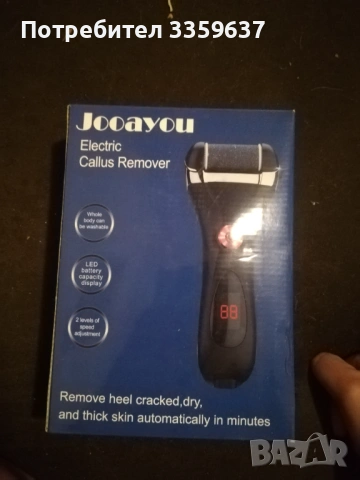 Потребител 3359637
Jooayou
Electric
Callus Remover
Whole
body can
be washable
LED
battery
capacity
display
88
2 levels of
speed
adjustment
Remove heel cracked,dry,
and thick skin automatically in minutes
BAZAR